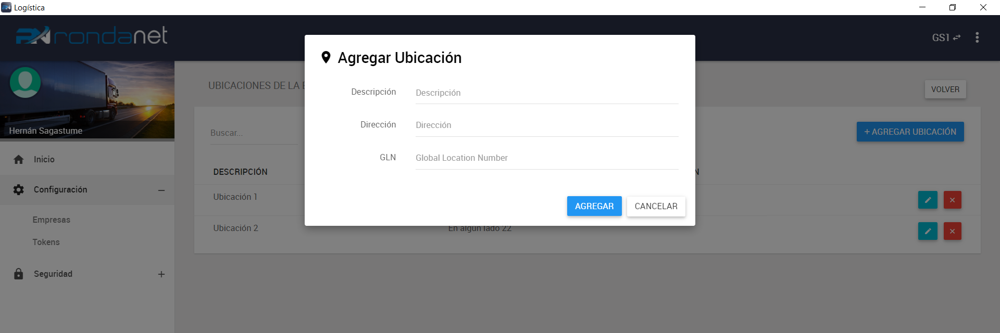 Logística
rondanet
GS1
Agregar Ubicación
Descripción
Descripción
Dirección
Dirección
GLN
Global Location Number
AGREGAR
CANCELAR
Hernán Sagastume
Inicio
Configuración
Empresas
Tokens
Seguridad
UBICACIONES DE LA
VOLVER
Buscar...
+ AGREGAR UBICACIÓN
DESCRIPCIÓN
Ubicación 1
Ubicación 2
En algún lado 22